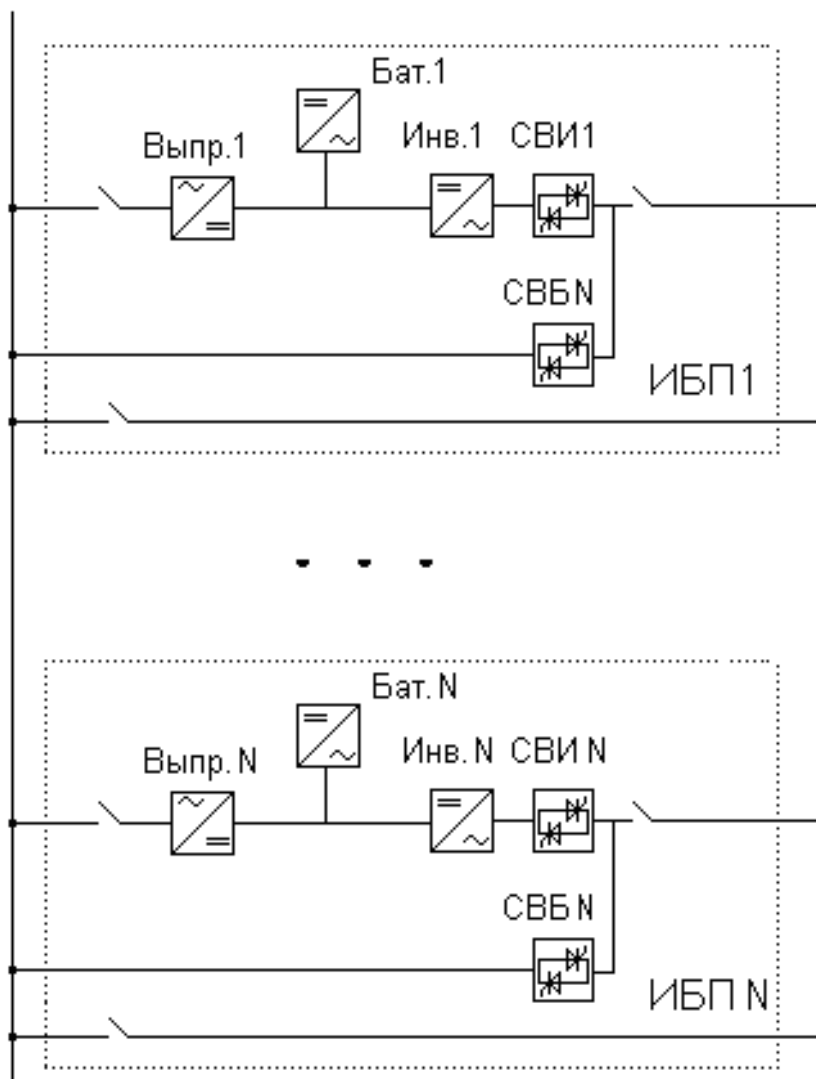 Бат.1
Выпр.1
Инв.1
СВИ1
СВБN
ИБП1
Бат. N
Выпр. N
Инв. N
СВИ N
СВБ N
ИБП N